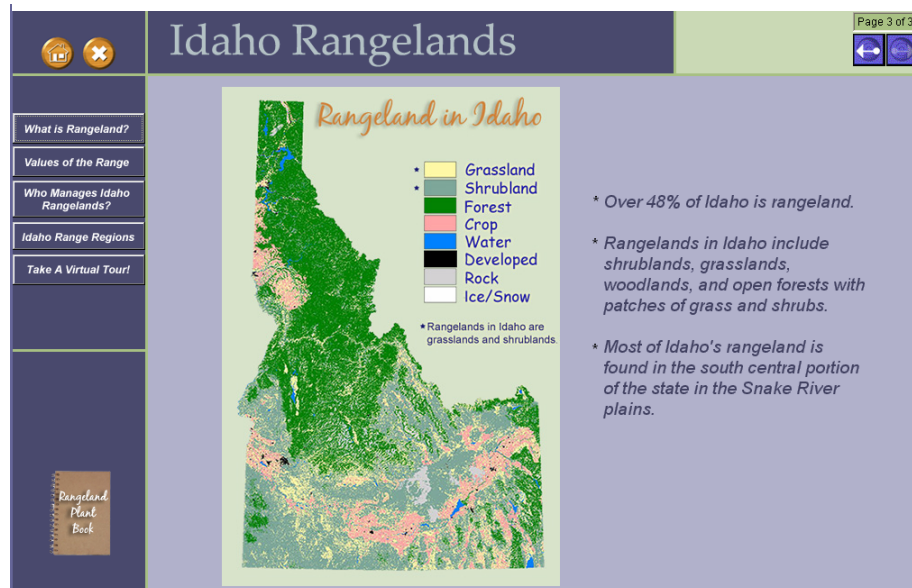 Idaho Rangelands
Page 3 of 3
What is Rangeland?
Values of the Range
Who Manages Idaho
Rangelands?
Idaho Range Regions
Take A Virtual Tour!
Rangeland
Plant
Book
Rangeland in Idaho
* Grassland
* Shrubland
Forest
Crop
Water
Developed
Rock
Ice/Snow
* Rangelands in Idaho are
grasslands and shrublands.
* Over 48% of Idaho is rangeland.
* Rangelands in Idaho include
shrublands, grasslands,
woodlands, and open forests with
patches of grass and shrubs.
* Most of Idaho's rangeland is
found in the south central portion
of the state in the Snake River
plains.